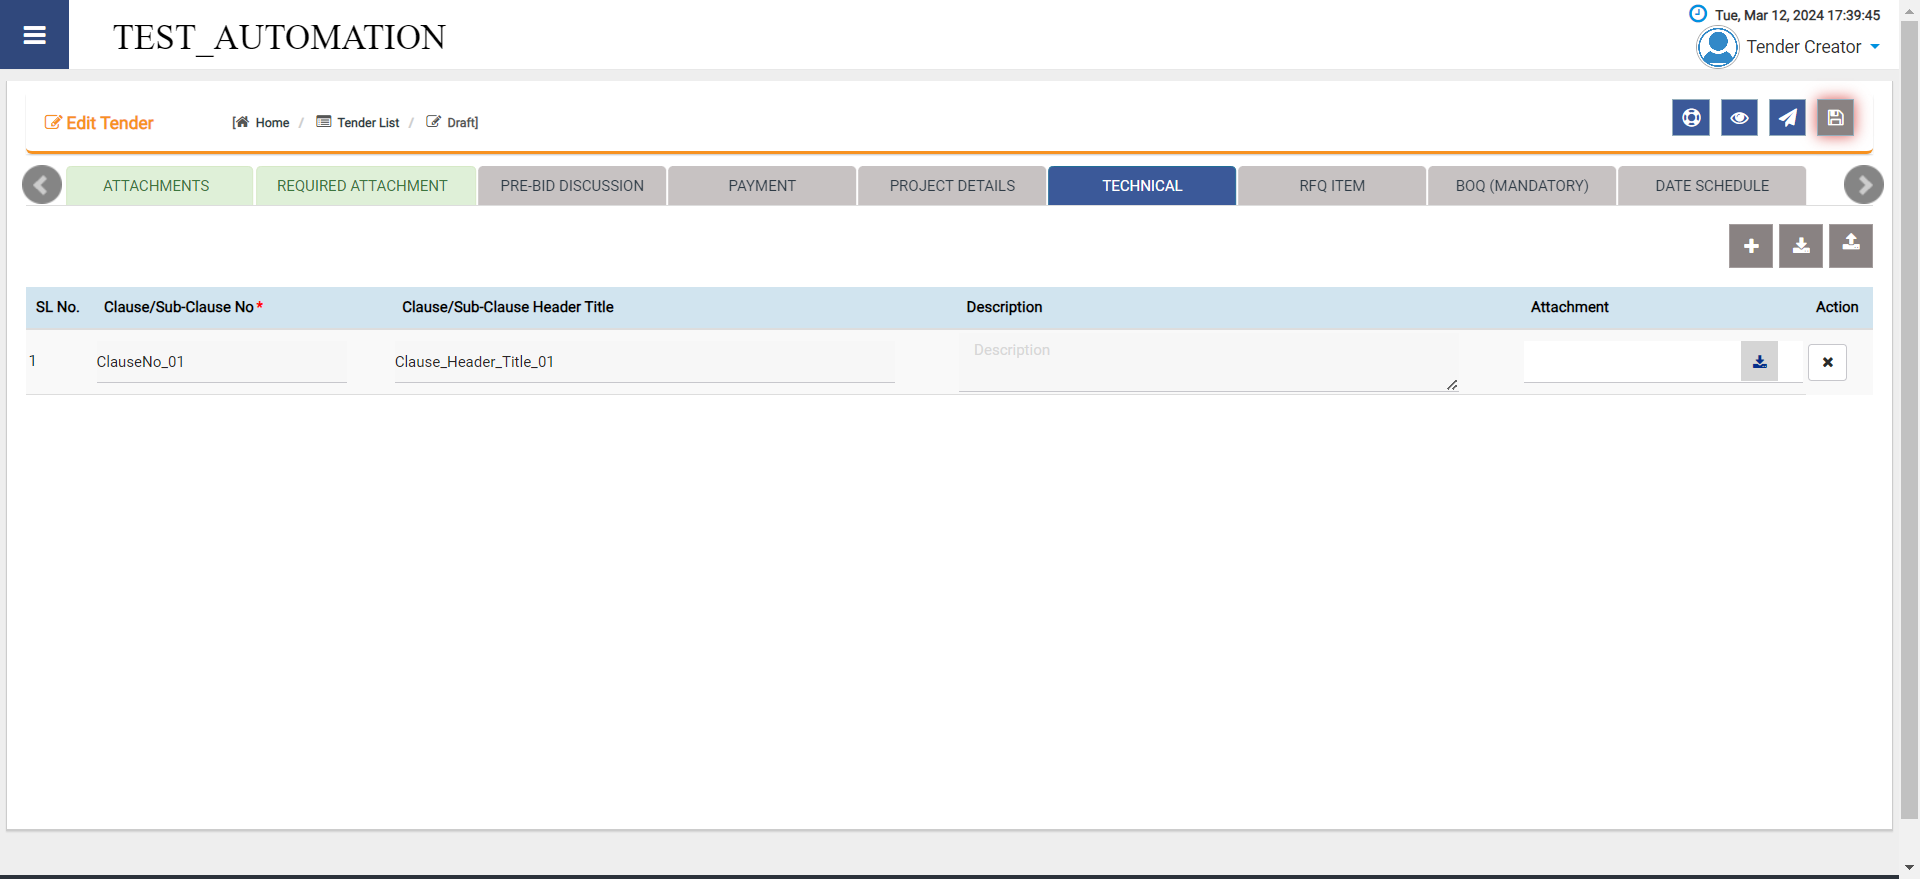 TEST_AUTOMATION
Tue, Mar 12, 2024 17:39:45
Tender Creator
Edit Tender
[Home / Tender List / Draft]
ATTACHMENTS REQUIRED ATTACHMENT PRE-BID DISCUSSION PAYMENT PROJECT DETAILS TECHNICAL RFQ ITEM BOQ (MANDATORY) DATE SCHEDULE
SL No. Clause/Sub-Clause No * Clause/Sub-Clause Header Title Description Attachment Action
1 ClauseNo_01 Clause_Header_Title_01 Description